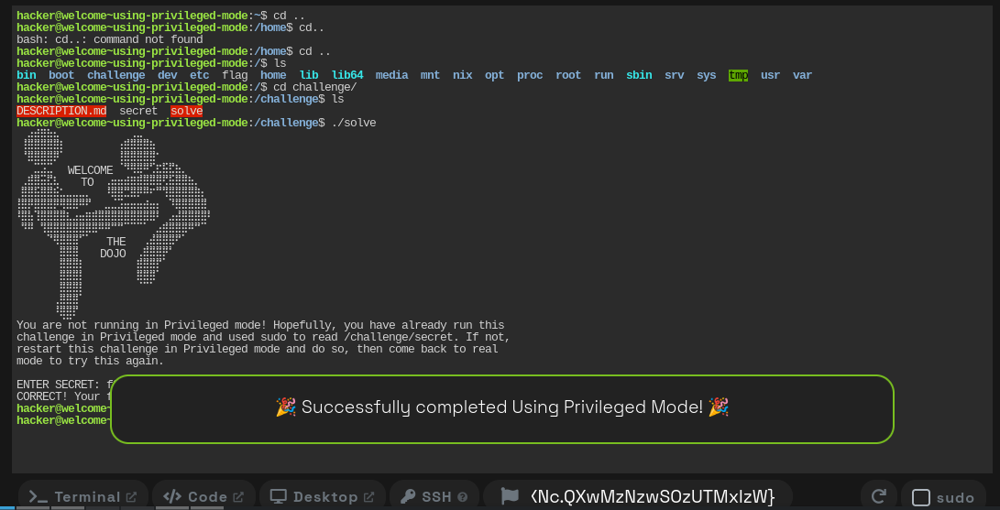 hacker@welcome~using-privileged-mode:~$ cd ..
hacker@welcome~using-privileged-mode:/home$ cd..
bash: cd..: command not found
hacker@welcome~using-privileged-mode:/home$ cd ..
hacker@welcome~using-privileged-mode:/$ ls
bin boot challenge dev etc flag home lib lib64 media mnt nix opt proc root run sbin srv sys tmp usr var
hacker@welcome~using-privileged-mode:/$ cd challenge/
hacker@welcome~using-privileged-mode:/challenge$ ls
DESCRIPTION.md secret solve
hacker@welcome~using-privileged-mode:/challenge$ ./solve
WELCOME
TO
THE
DOJO
You are not running in Privileged mode! Hopefully, you have already run this
challenge in Privileged mode and used sudo to read /challenge/secret. If not,
restart this challenge in Privileged mode and do so, then come back to real
mode to try this again.
ENTER SECRET: f
CORRECT! Your f
hacker@welcome~
hacker@welcome~
🎉 Successfully completed Using Privileged Mode! 🎉
Terminal Code Desktop SSH
sudo